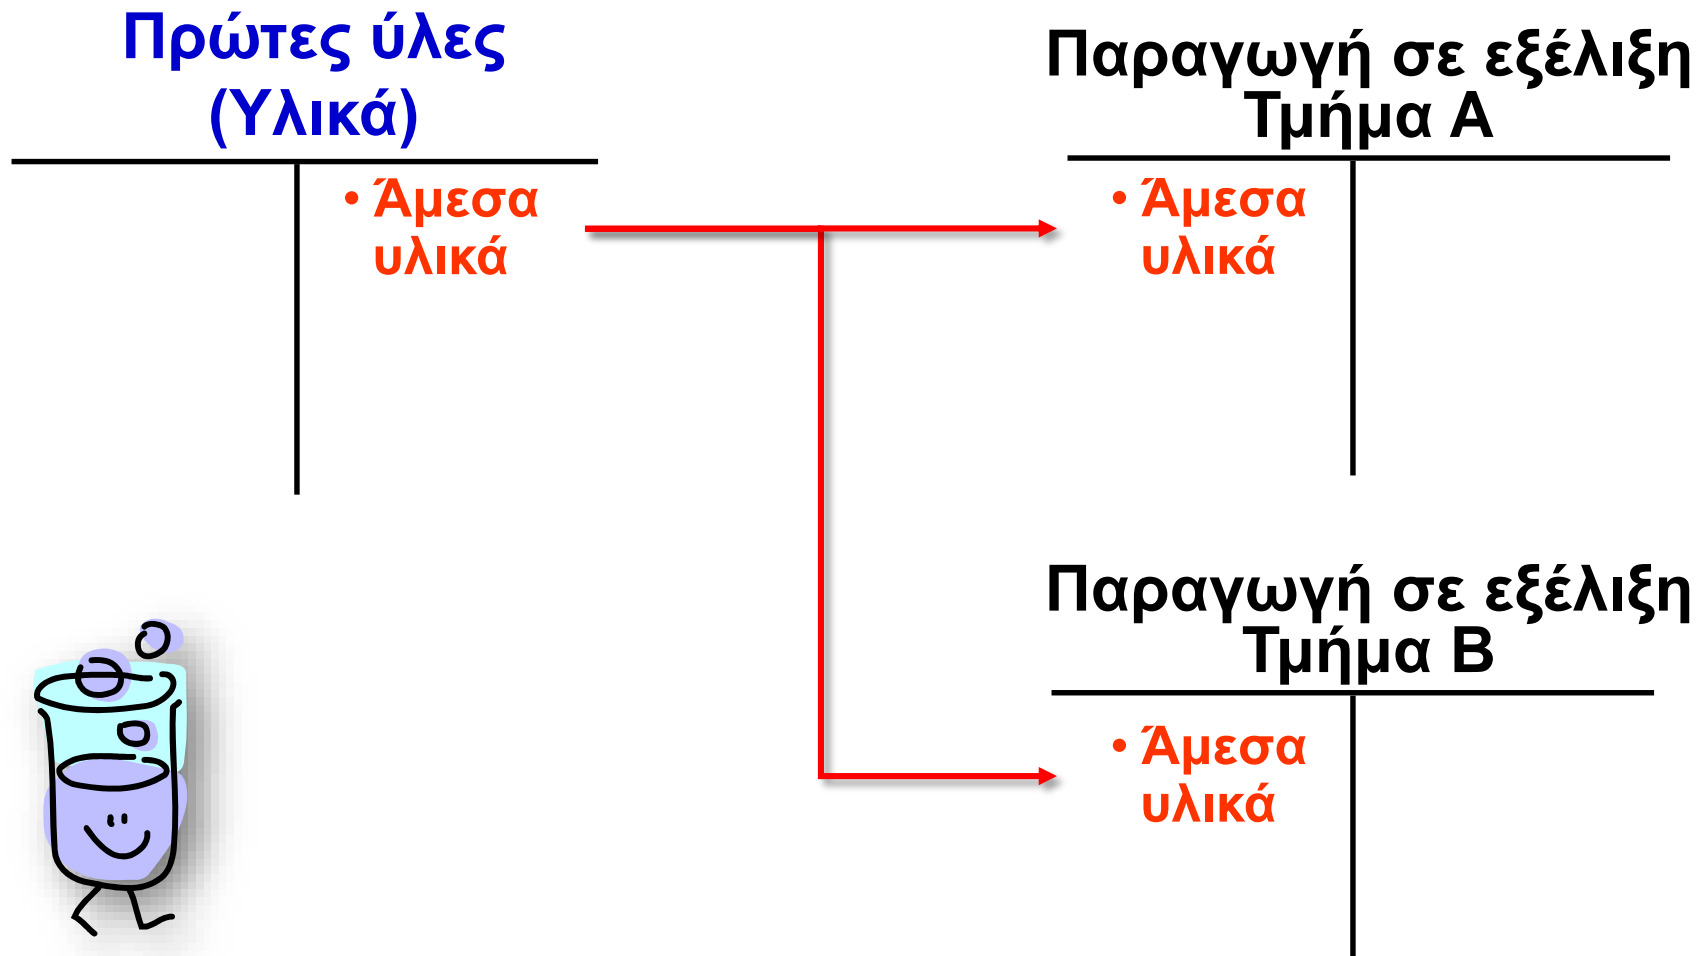 Πρώτες ύλες
(Υλικά)
• Άμεσα
υλικά
Παραγωγή σε εξέλιξη
Τμήμα Α
• Άμεσα
υλικά
Παραγωγή σε εξέλιξη
Τμήμα Β
• Άμεσα
υλικά